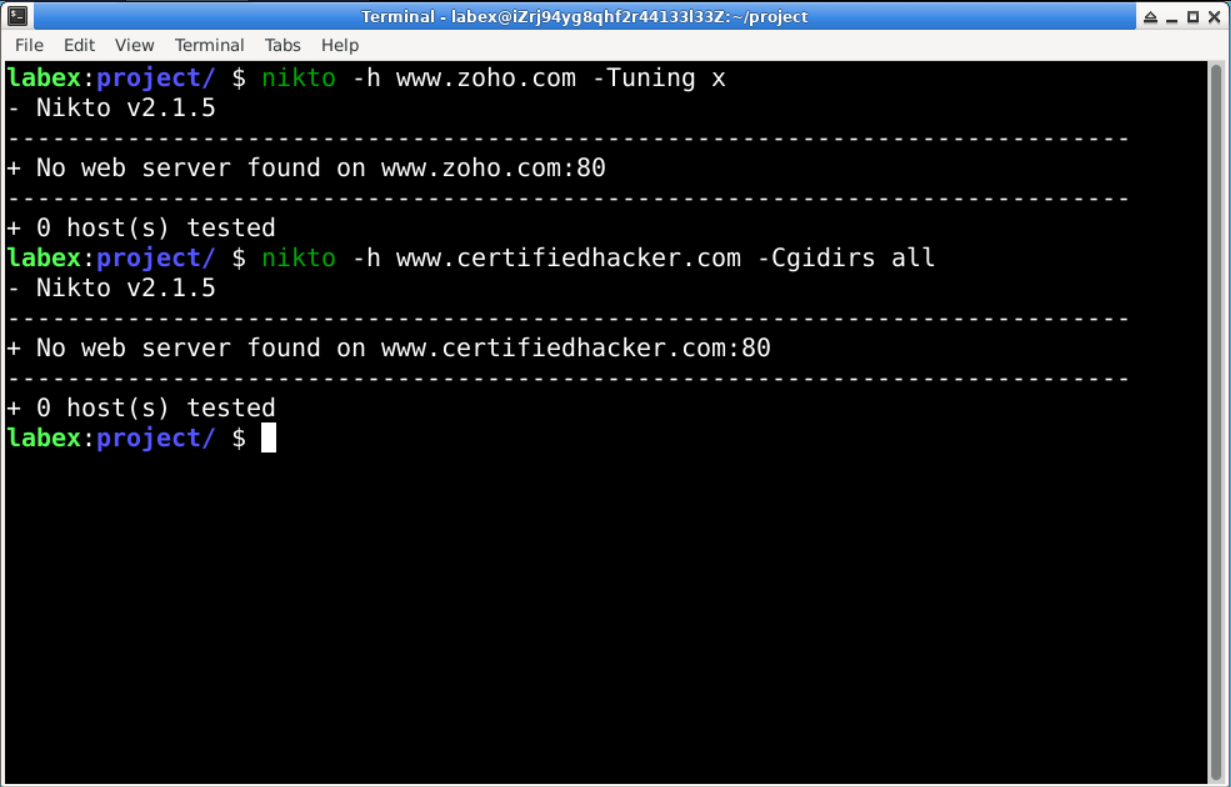 Terminal - labex@iZrj94yg8qhf2r44133l33Z:~/project
File Edit View Terminal Tabs Help
labex:project/ $ nikto -h www.zoho.com -Tuning x
- Nikto v2.1.5
---------------------------------------------------------------------------
+ No web server found on www.zoho.com:80
---------------------------------------------------------------------------
+ 0 host(s) tested
labex:project/ $ nikto -h www.certifiedhacker.com -Cgidirs all
- Nikto v2.1.5
---------------------------------------------------------------------------
+ No web server found on www.certifiedhacker.com:80
---------------------------------------------------------------------------
+ 0 host(s) tested
labex:project/ $